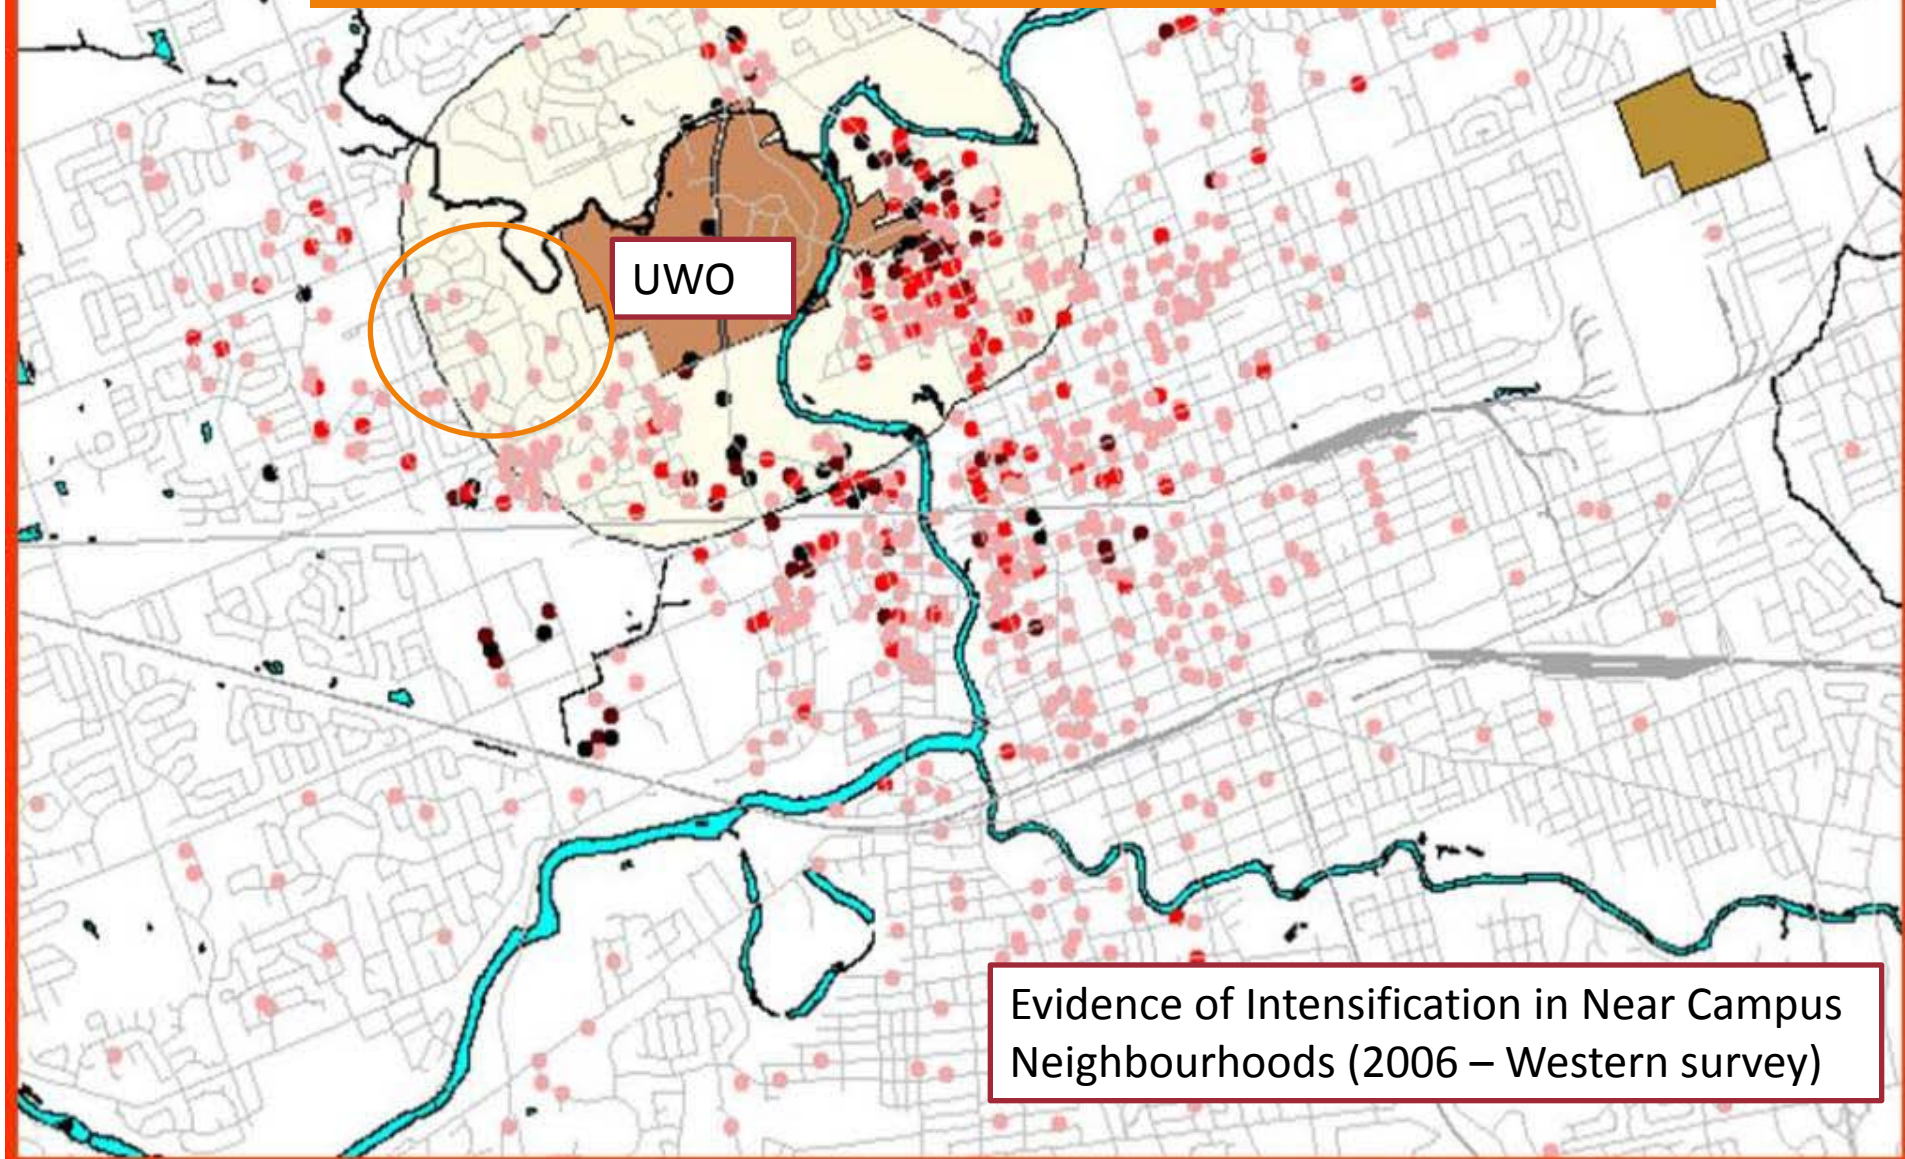 UWO
Evidence of Intensification in Near Campus
Neighbourhoods (2006 – Western survey)